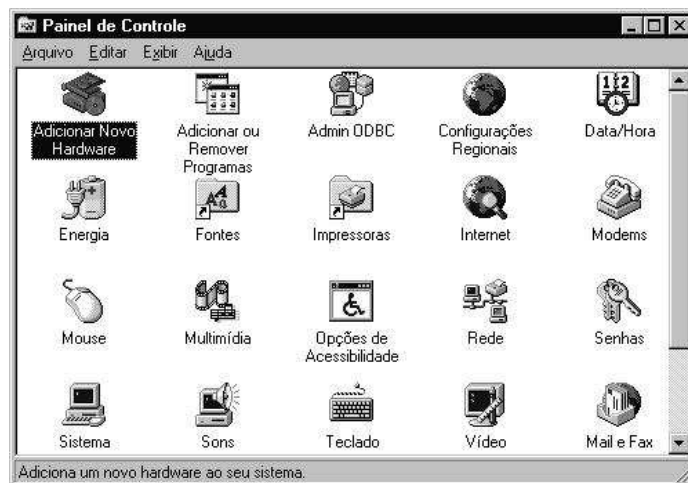 Painel de Controle
Arquivo Editar Exibir Ajuda
Adicionar Novo
Hardware
Adicionar ou
Remover
Programas
Admin ODBC
Configurações
Regionais
Data/Hora
Energia
Fontes
Impressoras
Internet
Modems
Mouse
Multimídia
Opções de
Acessibilidade
Rede
Senhas
Sistema
Sons
Teclado
Vídeo
Mail e Fax
Adiciona um novo hardware ao seu sistema.